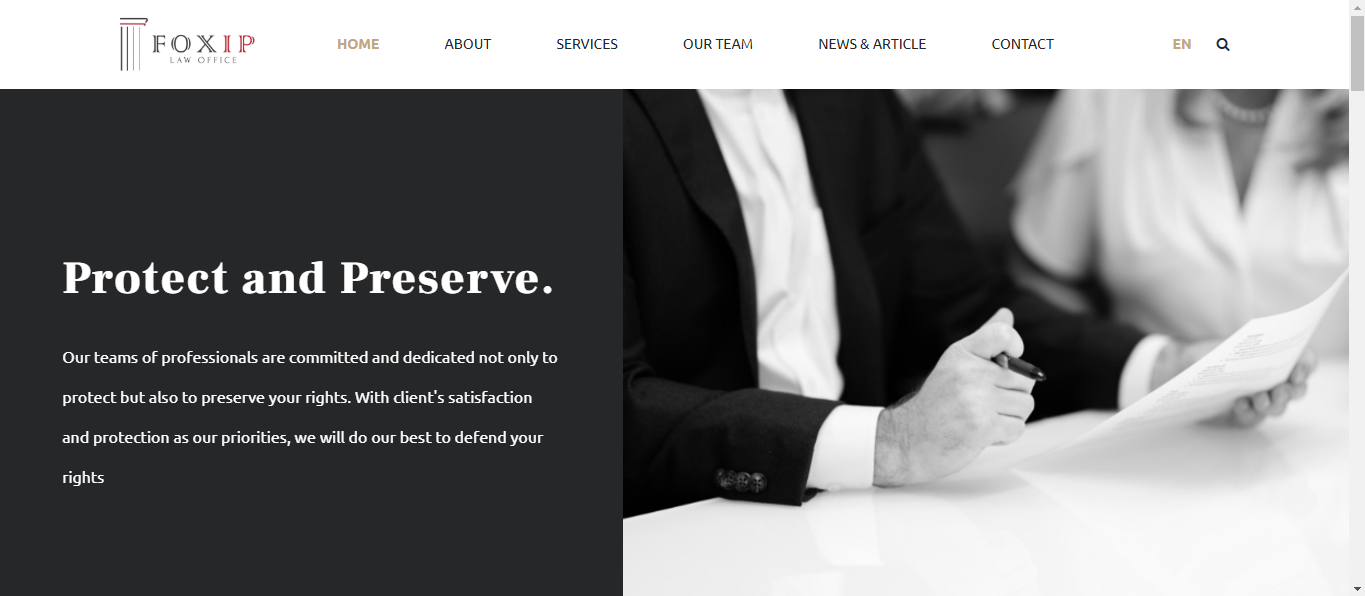 FOXIP
LAW OFFICE
HOME
ABOUT
SERVICES
OUR TEAM
NEWS & ARTICLE
CONTACT
EN
Protect and Preserve.
Our teams of professionals are committed and dedicated not only to
protect but also to preserve your rights. With client's satisfaction
and protection as our priorities, we will do our best to defend your
rights